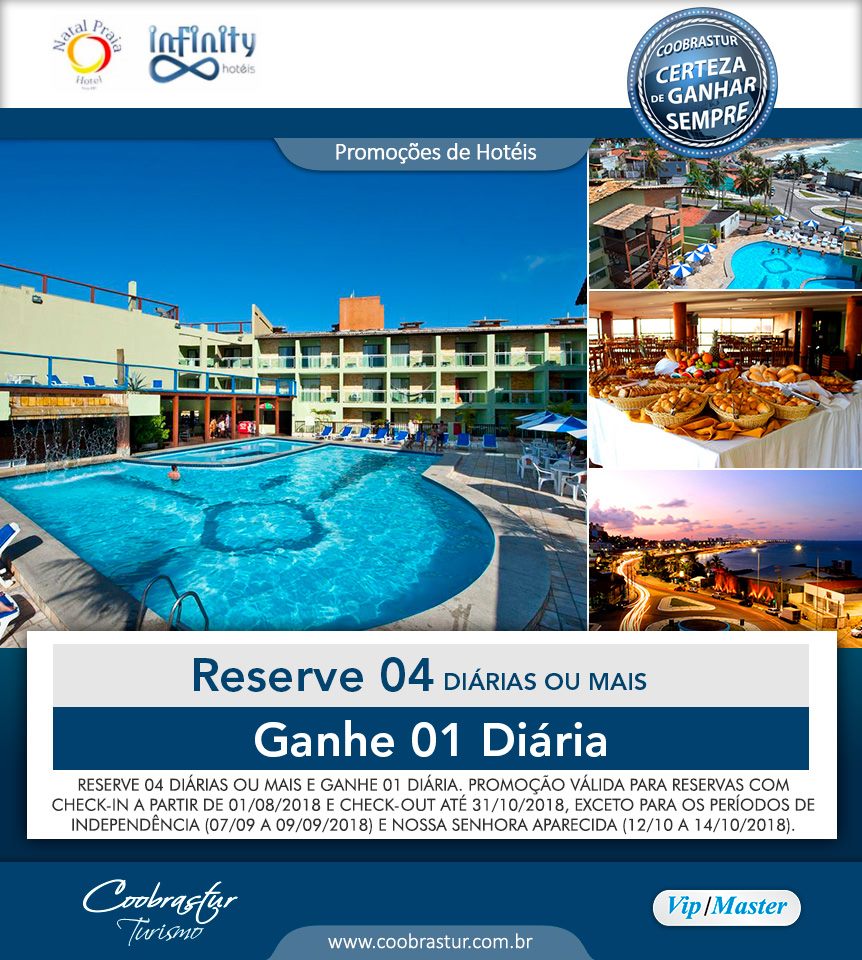 Natal Praia
Hotel
infinity
hotéis
COOBRASTUR
CERTEZA
DE GANHAR
SEMPRE
Promoções de Hotéis
Reserve 04 DIÁRIAS OU MAIS
Ganhe 01 Diária
RESERVE 04 DIÁRIAS OU MAIS E GANHE 01 DIÁRIA. PROMOÇÃO VÁLIDA PARA RESERVAS COM
CHECK-IN A PARTIR DE 01/08/2018 E CHECK-OUT ATÉ 31/10/2018, EXCETO PARA OS PERÍODOS DE
INDEPENDÊNCIA (07/09 A 09/09/2018) E NOSSA SENHORA APARECIDA (12/10 A 14/10/2018).
Coobrastur
Turismo
Vip/Master
www.coobrastur.com.br